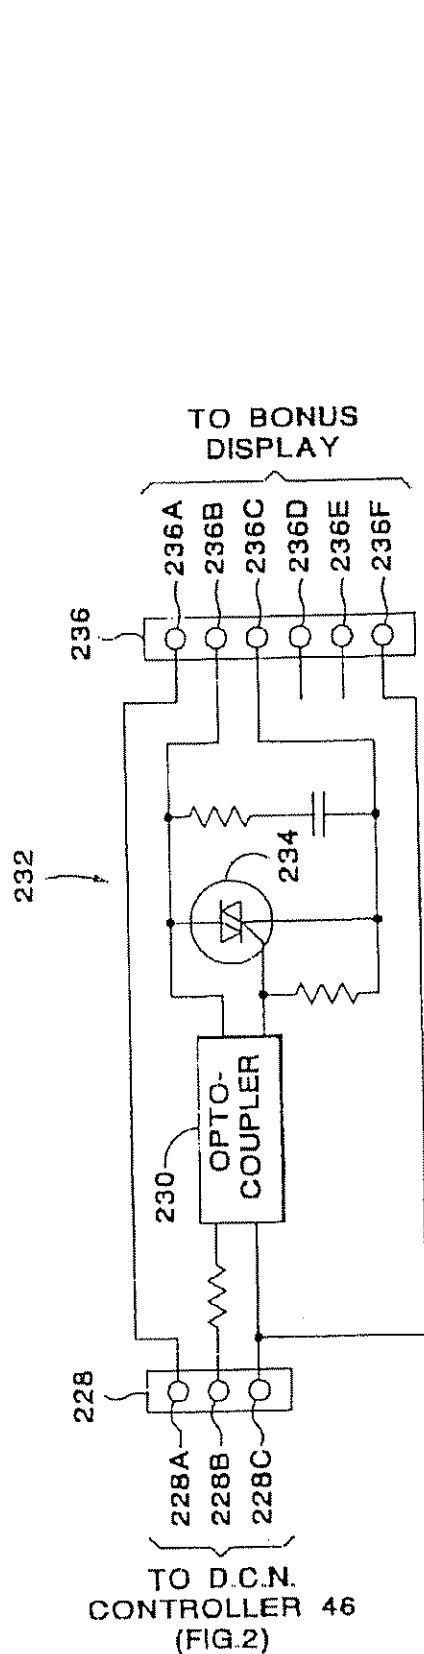 TO BONUS
DISPLAY
236A
236B
236C
236D
236E
236F
236
232
234
OPTO-
COUPLER
230
228
228A
228B
228C
TO D.C.N.
CONTROLLER 46
(FIG.2)